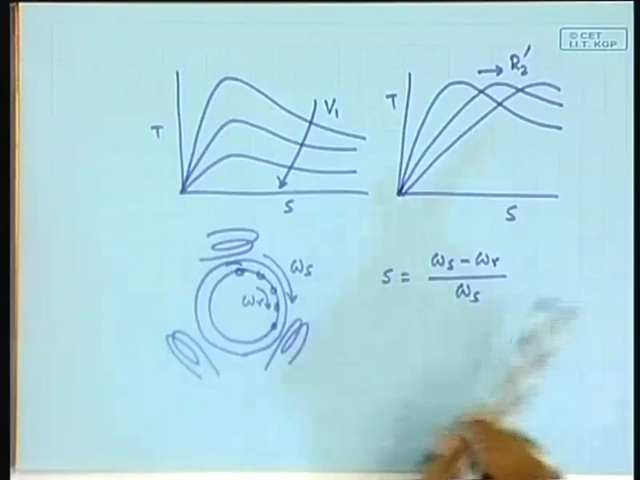 © CET
I.I.T. KGP
T
V₁
S
T
→ R₂′
S
ωs
ωr
s = (ωs − ωr) / ωs